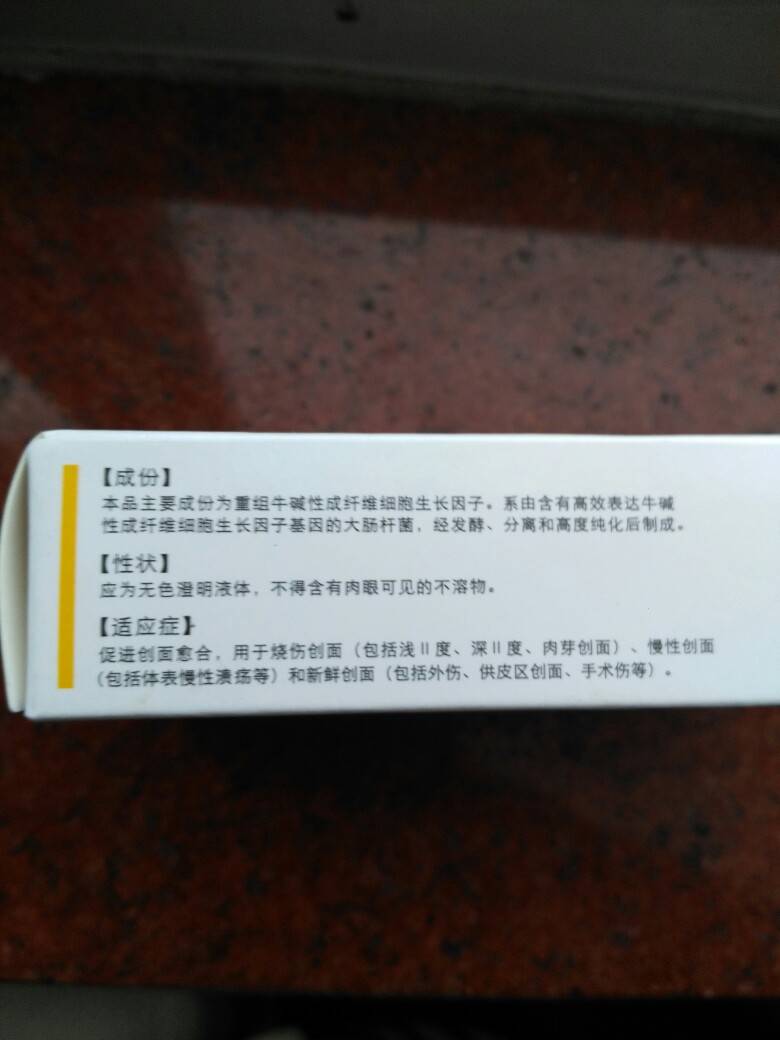 【成份】
本品主要成份为重组牛碱性成纤维细胞生长因子。系由含有高效表达牛碱
性成纤维细胞生长因子基因的大肠杆菌，经发酵、分离和高度纯化后制成。
【性状】
应为无色澄明液体，不得含有肉眼可见的不溶物。
【适应症】
促进创面愈合，用于烧伤创面（包括浅Ⅱ度、深Ⅱ度、肉芽创面）、慢性创面
（包括体表慢性溃疡等）和新鲜创面（包括外伤、供皮区创面、手术伤等）。